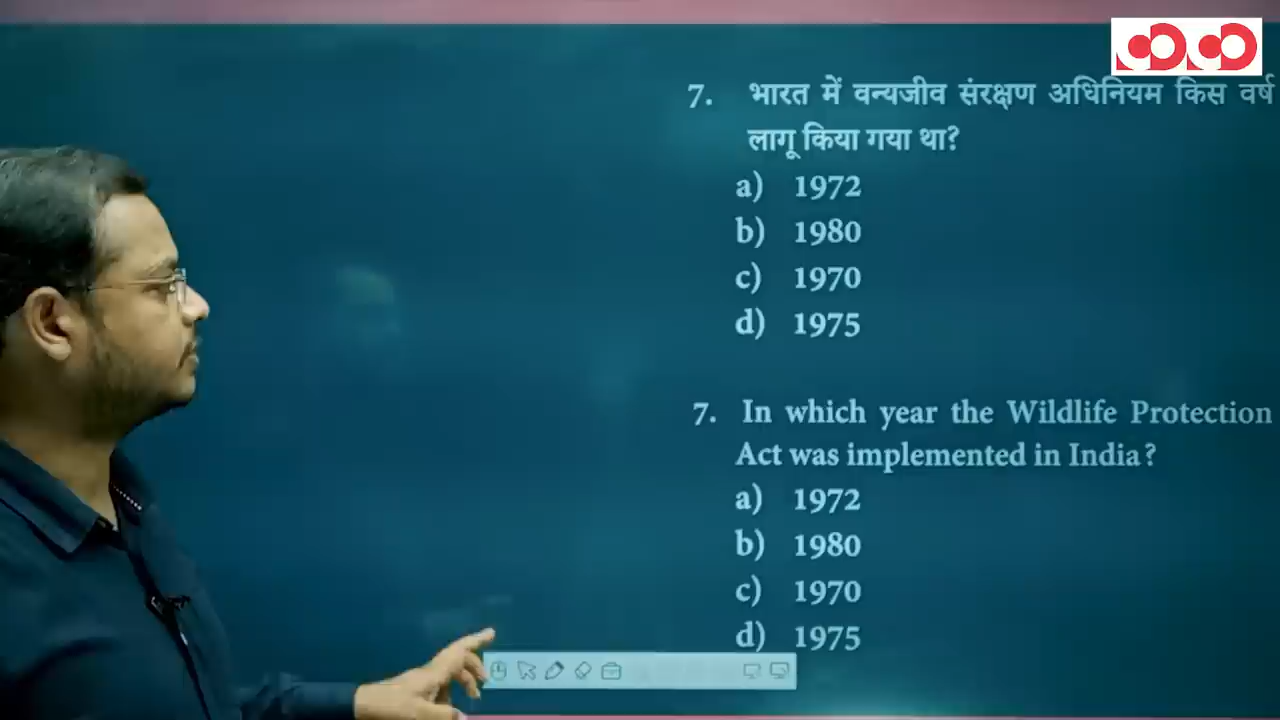 7. भारत में वन्यजीव संरक्षण अधिनियम किस वर्ष
लागू किया गया था?
a) 1972
b) 1980
c) 1970
d) 1975
7. In which year the Wildlife Protection
Act was implemented in India?
a) 1972
b) 1980
c) 1970
d) 1975